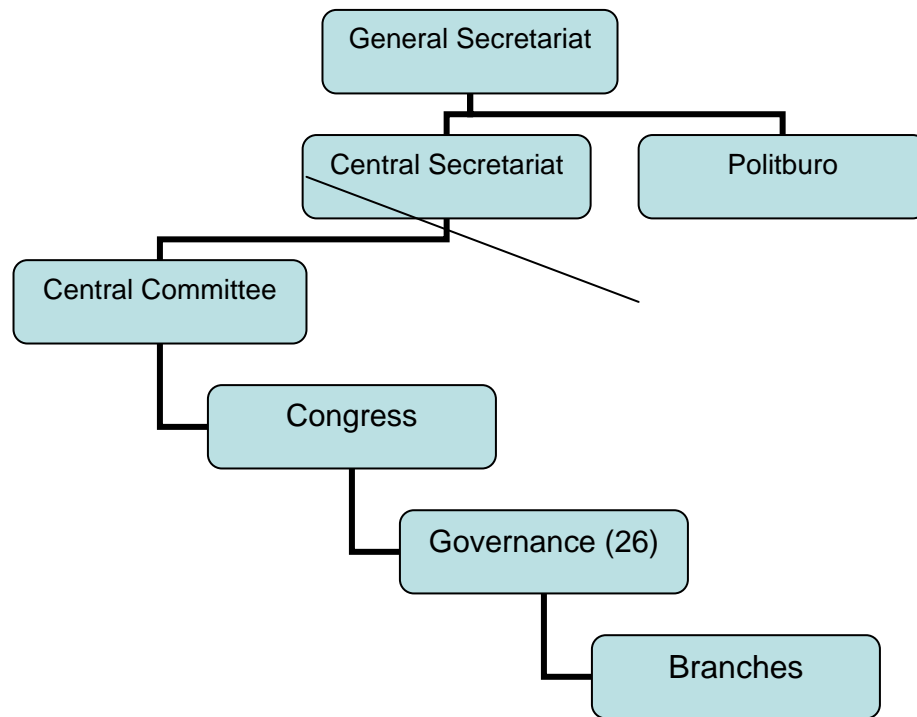 General Secretariat
Central Secretariat
Politburo
Central Committee
Congress
Governance (26)
Branches